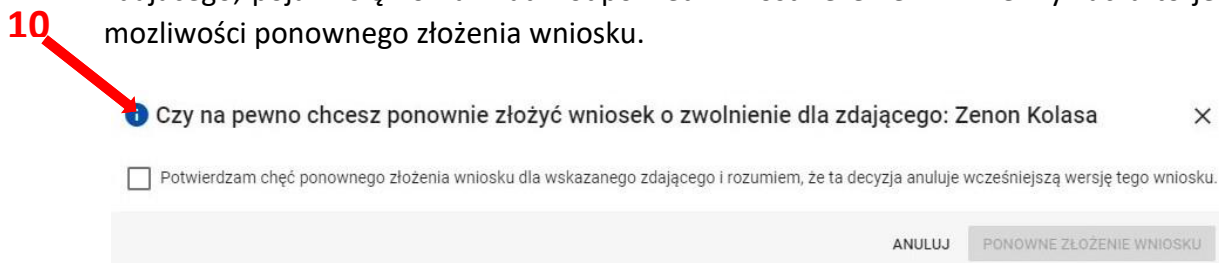 10
mozliwości ponownego złożenia wniosku.
Czy na pewno chcesz ponownie złożyć wniosek o zwolnienie dla zdającego: Zenon Kolasa
Potwierdzam chęć ponownego złożenia wniosku dla wskazanego zdającego i rozumiem, że ta decyzja anuluje wcześniejszą wersję tego wniosku.
ANULUJ PONOWNE ZŁOŻENIE WNIOSKU